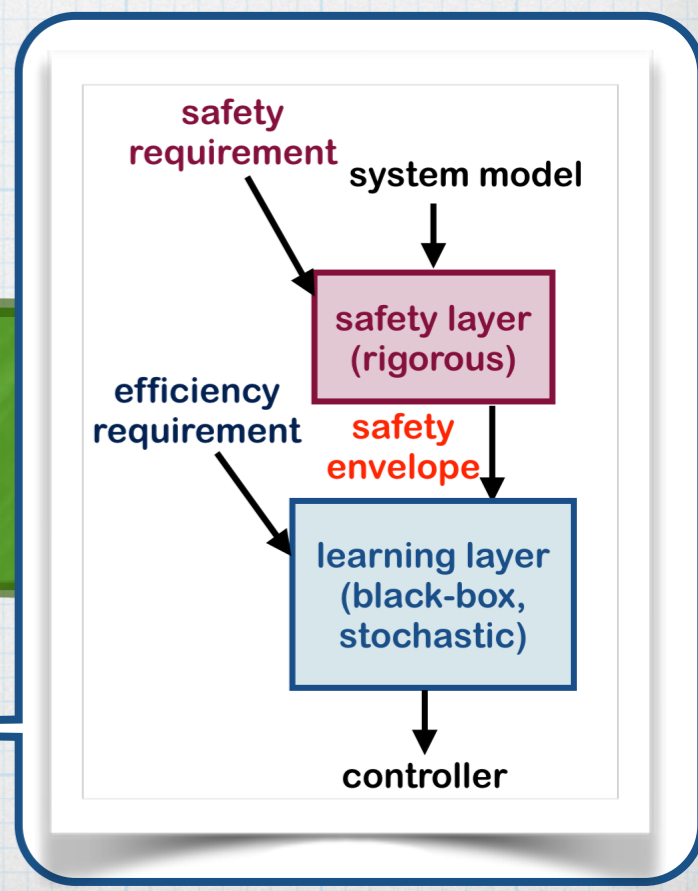 safety
requirement
system model
safety layer
(rigorous)
efficiency
requirement
safety
envelope
learning layer
(black-box,
stochastic)
controller